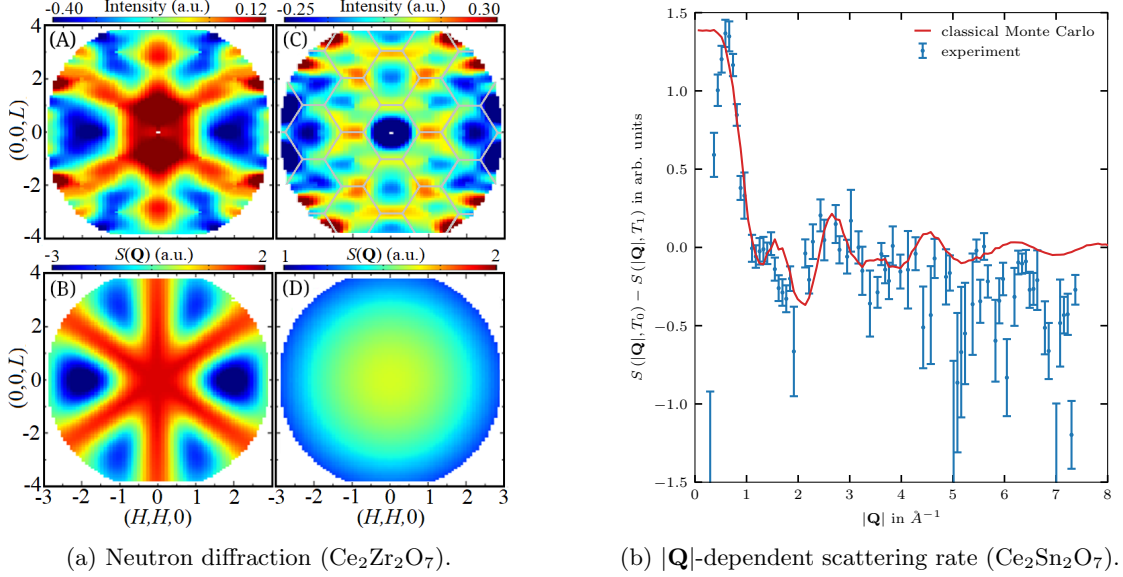 -0.40 Intensity (a.u.) 0.12
(A)
4
2
0
-2
-4
(0,0,L)
-0.25 Intensity (a.u.) 0.30
(C)
-3 S(Q) (a.u.) 2
(B)
4
2
0
-2
-4
(0,0,L)
-3 -2 -1 0 1 2
(H,H,0)
1 S(Q) (a.u.) 2
(D)
-3 -2 -1 0 1 2 3
(H,H,0)
(a) Neutron diffraction (Ce₂Zr₂O₇).
classical Monte Carlo
experiment
1.5
1.0
0.5
0.0
−0.5
−1.0
−1.5
S (|Q|, T₀) − S (|Q|, T₁) in arb. units
0 1 2 3 4 5 6 7 8
|Q| in Å⁻¹
(b) |Q|-dependent scattering rate (Ce₂Sn₂O₇).